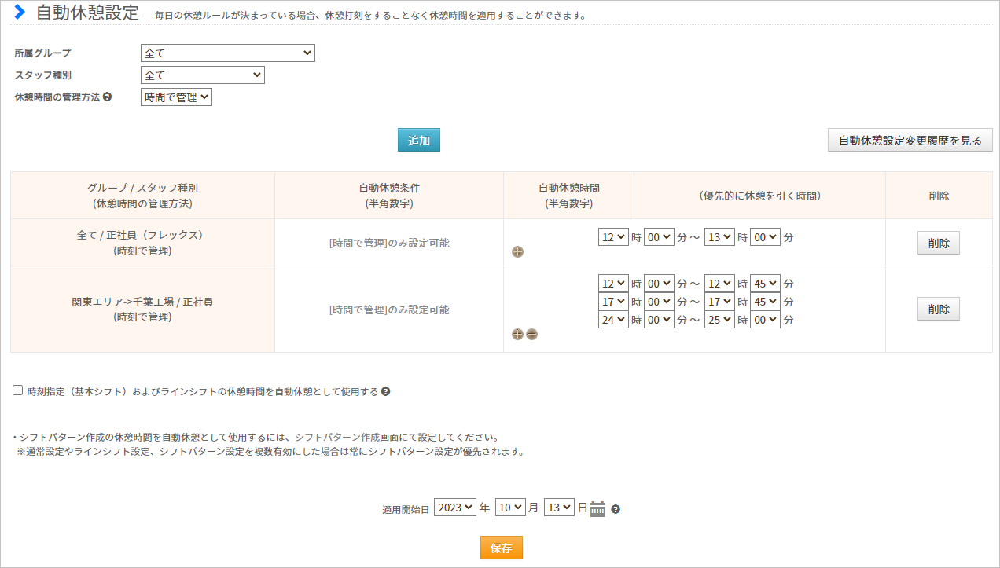 自動休憩設定 - 毎日の休憩ルールが決まっている場合、休憩打刻をすることなく休憩時間を適用することができます。
所属グループ 全て
スタッフ種別 全て
休憩時間の管理方法 ? 時間で管理
追加 自動休憩設定変更履歴を見る
グループ / スタッフ種別 自動休憩条件 自動休憩時間 （優先的に休憩を引く時間） 削除
(休憩時間の管理方法) (半角数字) (半角数字)
全て / 正社員（フレックス） [時間で管理]のみ設定可能 12 時 00 分 ～ 13 時 00 分 削除
(時刻で管理)
関東エリア->千葉工場 / 正社員 [時間で管理]のみ設定可能 12 時 00 分 ～ 12 時 45 分 削除
(時刻で管理) 17 時 00 分 ～ 17 時 45 分
24 時 00 分 ～ 25 時 00 分
時刻指定（基本シフト）およびラインシフトの休憩時間を自動休憩として使用する ?
・シフトパターン作成の休憩時間を自動休憩として使用するには、シフトパターン作成画面にて設定してください。
※通常設定やラインシフト設定、シフトパターン設定を複数有効にした場合は常にシフトパターン設定が優先されます。
適用開始日 2023 年 10 月 13 日 ?
保存